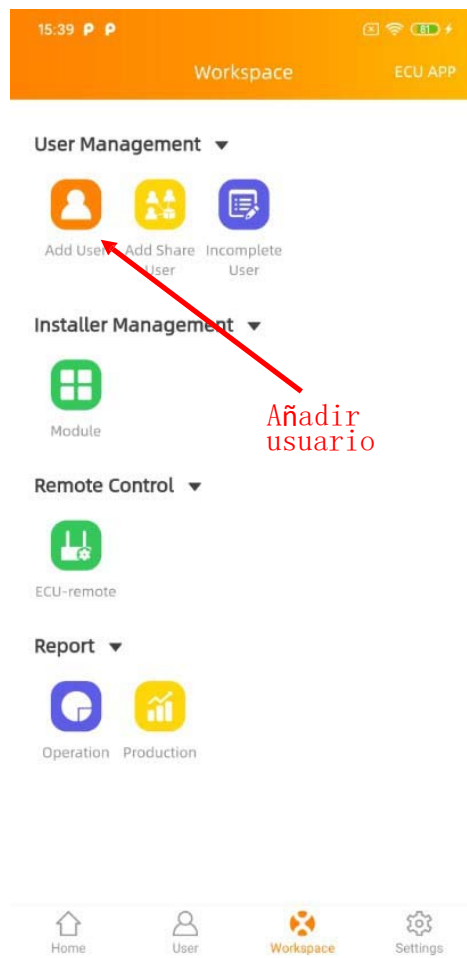 15:39 P P 61
Workspace ECU APP
User Management
Add User Add Share User Incomplete User
Installer Management
Añadir usuario
Module
Remote Control
ECU-remote
Report
Operation Production
Home User Workspace Settings